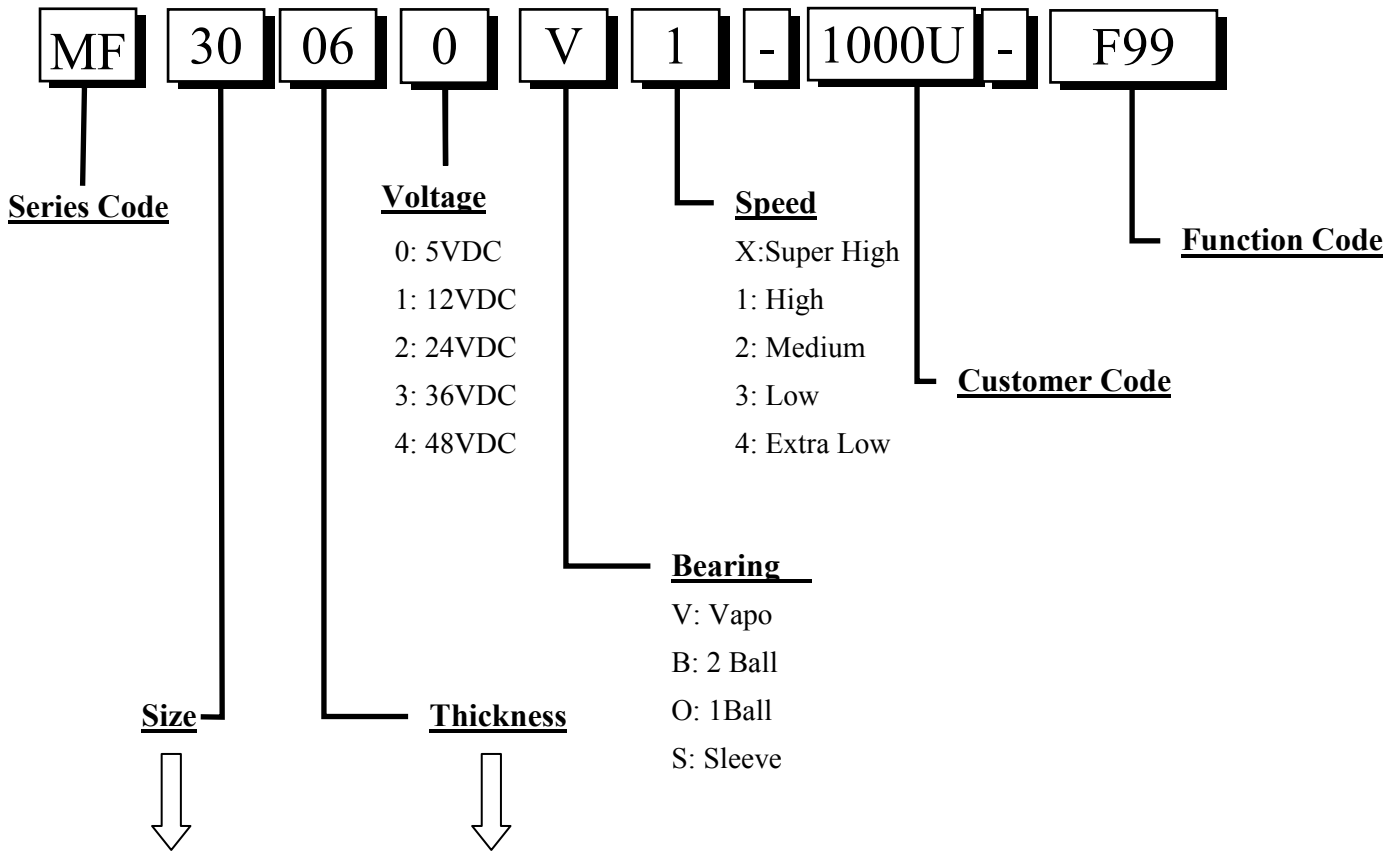 MF 30 06 0 V 1 - 1000U - F99
Series Code
Voltage
0: 5VDC
1: 12VDC
2: 24VDC
3: 36VDC
4: 48VDC
Speed
X:Super High
1: High
2: Medium
3: Low
4: Extra Low
Function Code
Customer Code
Bearing
V: Vapo
B: 2 Ball
O: 1Ball
S: Sleeve
Size
Thickness